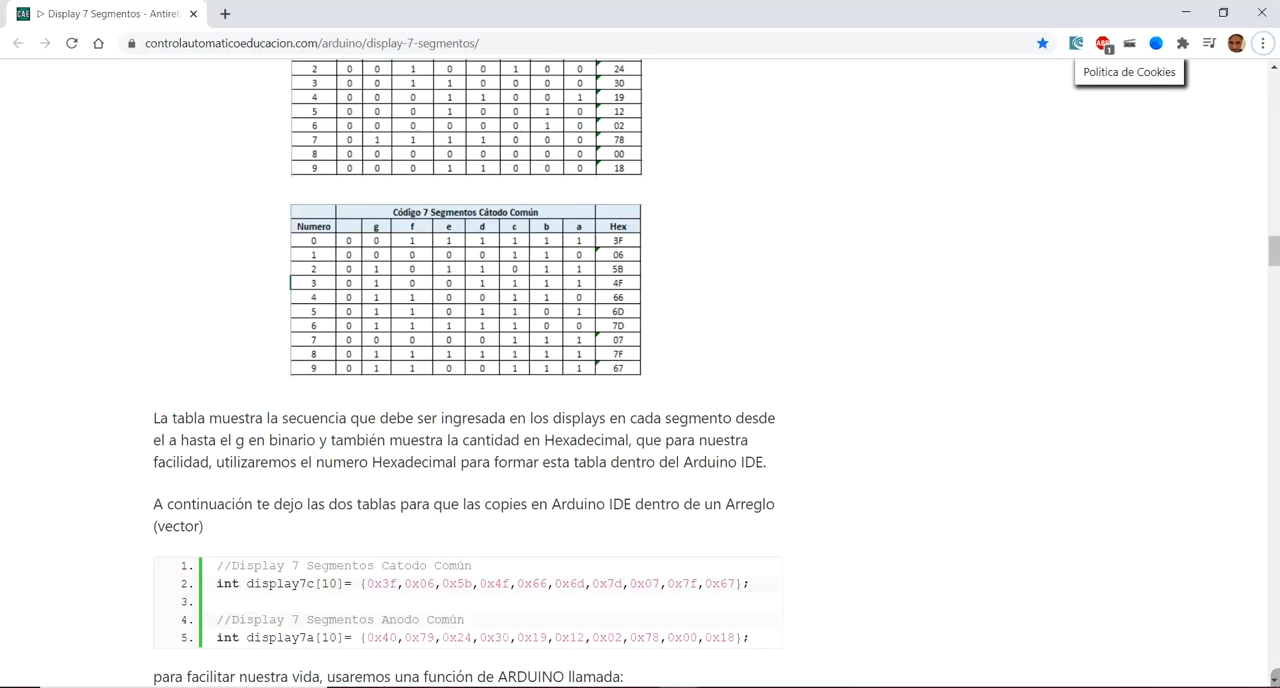 ▷ Display 7 Segmentos - Antireb
controlautomaticoeducacion.com/arduino/display-7-segmentos/
Politica de Cookies
2 0 0 1 0 0 1 0 0 24
3 0 0 1 1 0 0 0 0 30
4 0 0 0 1 1 0 0 1 19
5 0 0 0 1 0 0 1 0 12
6 0 0 0 0 0 0 1 0 02
7 0 1 1 1 1 0 0 0 78
8 0 0 0 0 0 0 0 0 00
9 0 0 0 1 1 0 0 0 18
Código 7 Segmentos Cátodo Común
Numero g f e d c b a Hex
0 0 0 1 1 1 1 1 1 3F
1 0 0 0 0 0 1 1 0 06
2 0 1 0 1 1 0 1 1 5B
3 0 1 0 0 1 1 1 1 4F
4 0 1 1 0 0 1 1 0 66
5 0 1 1 0 1 1 0 1 6D
6 0 1 1 1 1 1 0 0 7D
7 0 0 0 0 0 1 1 1 07
8 0 1 1 1 1 1 1 1 7F
9 0 1 1 0 0 1 1 1 67
La tabla muestra la secuencia que debe ser ingresada en los displays en cada segmento desde
el a hasta el g en binario y también muestra la cantidad en Hexadecimal, que para nuestra
facilidad, utilizaremos el numero Hexadecimal para formar esta tabla dentro del Arduino IDE.
A continuación te dejo las dos tablas para que las copies en Arduino IDE dentro de un Arreglo
(vector)
1. //Display 7 Segmentos Catodo Común
2. int display7c[10]= {0x3f,0x06,0x5b,0x4f,0x66,0x6d,0x7d,0x07,0x7f,0x67};
3.
4. //Display 7 Segmentos Anodo Común
5. int display7a[10]= {0x40,0x79,0x24,0x30,0x19,0x12,0x02,0x78,0x00,0x18};
para facilitar nuestra vida, usaremos una función de ARDUINO llamada: